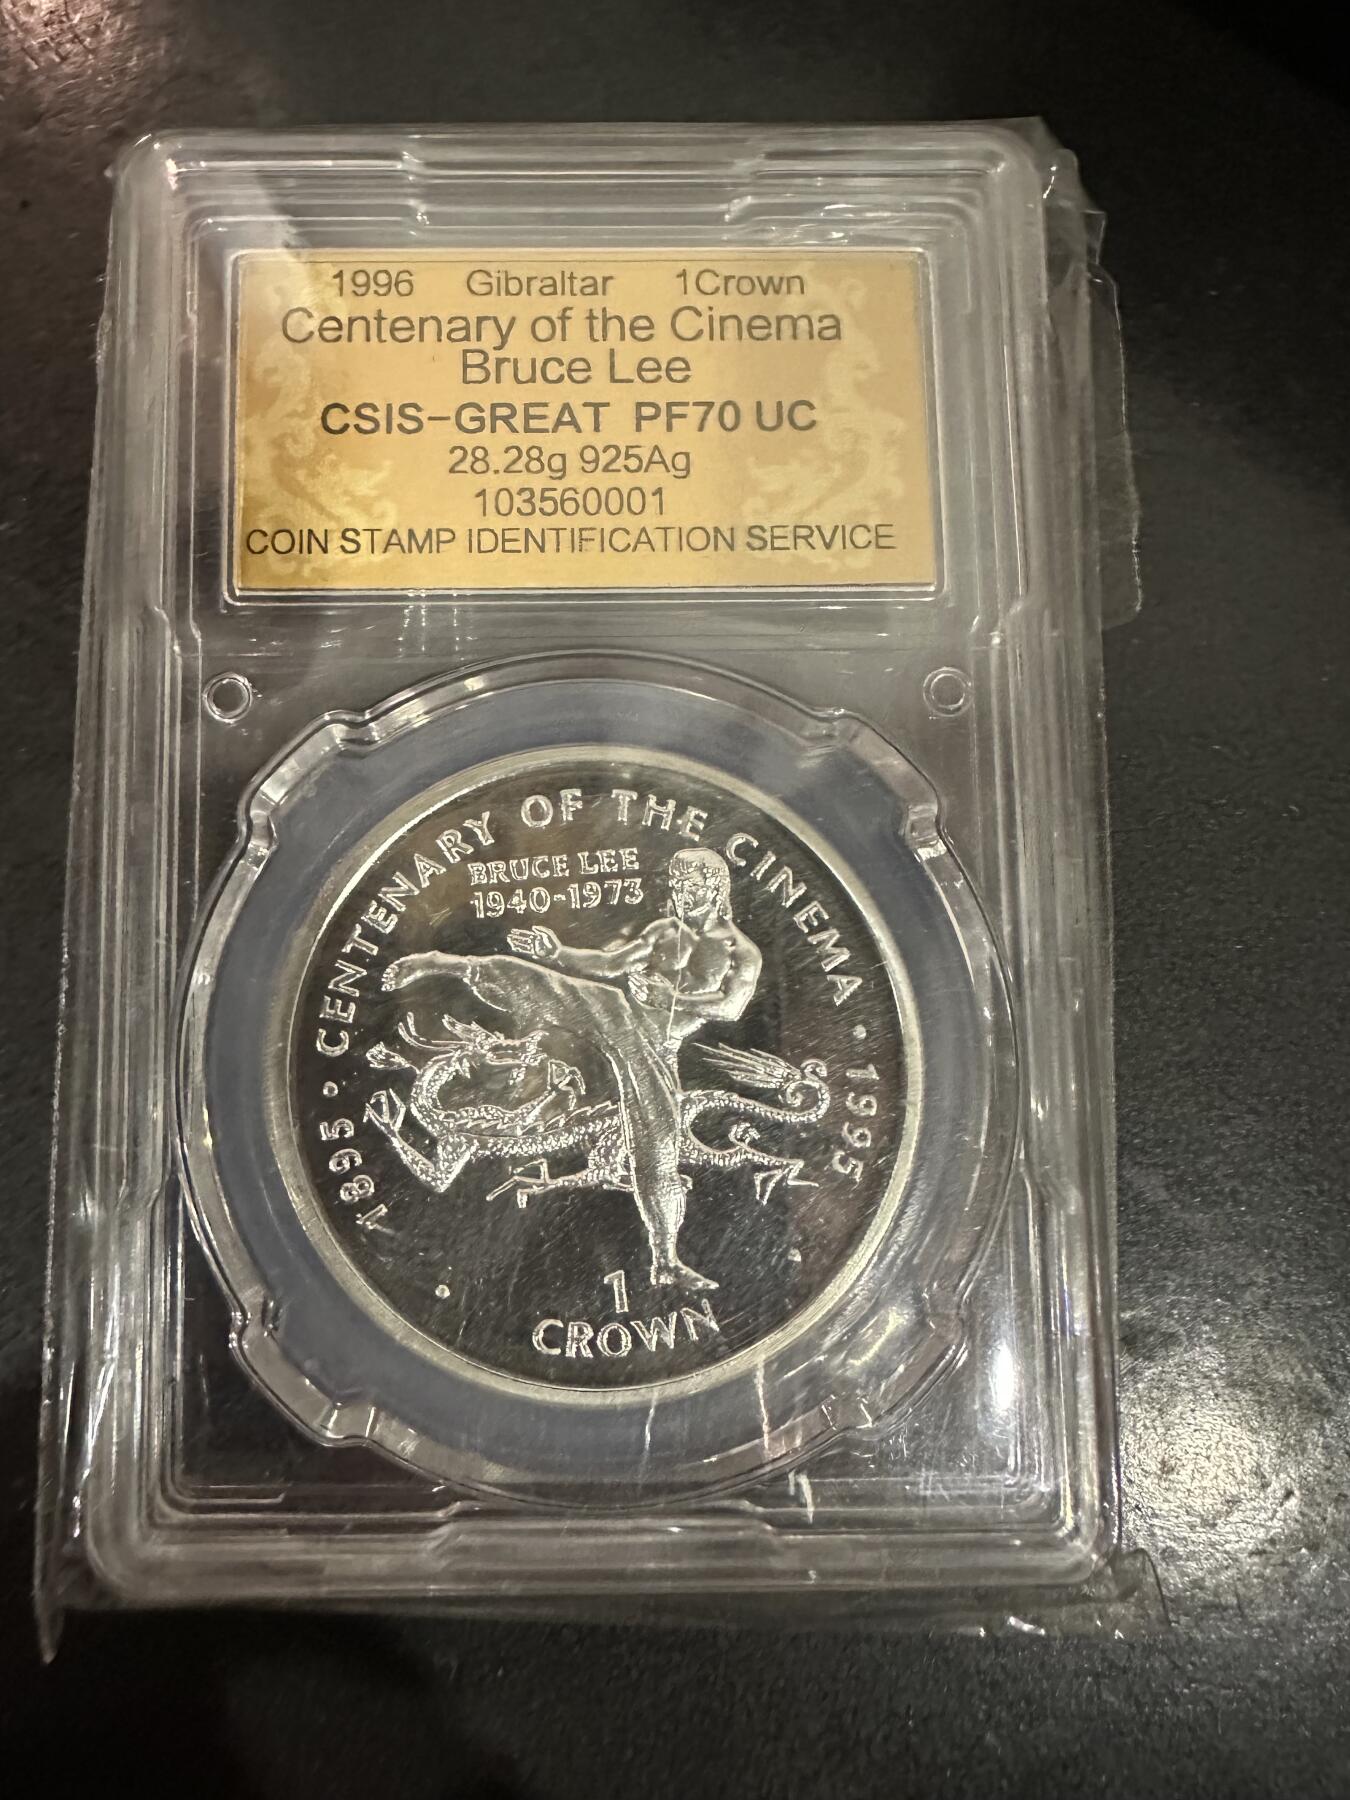 1996 Gibraltar 1Crown
Centenary of the Cinema
Bruce Lee
CSIS-GREAT PF70 UC
28.28g 925Ag
103560001
COIN STAMP IDENTIFICATION SERVICE
1895 • CENTENARY OF THE CINEMA • 1995
BRUCE LEE
1940-1973
1
CROWN